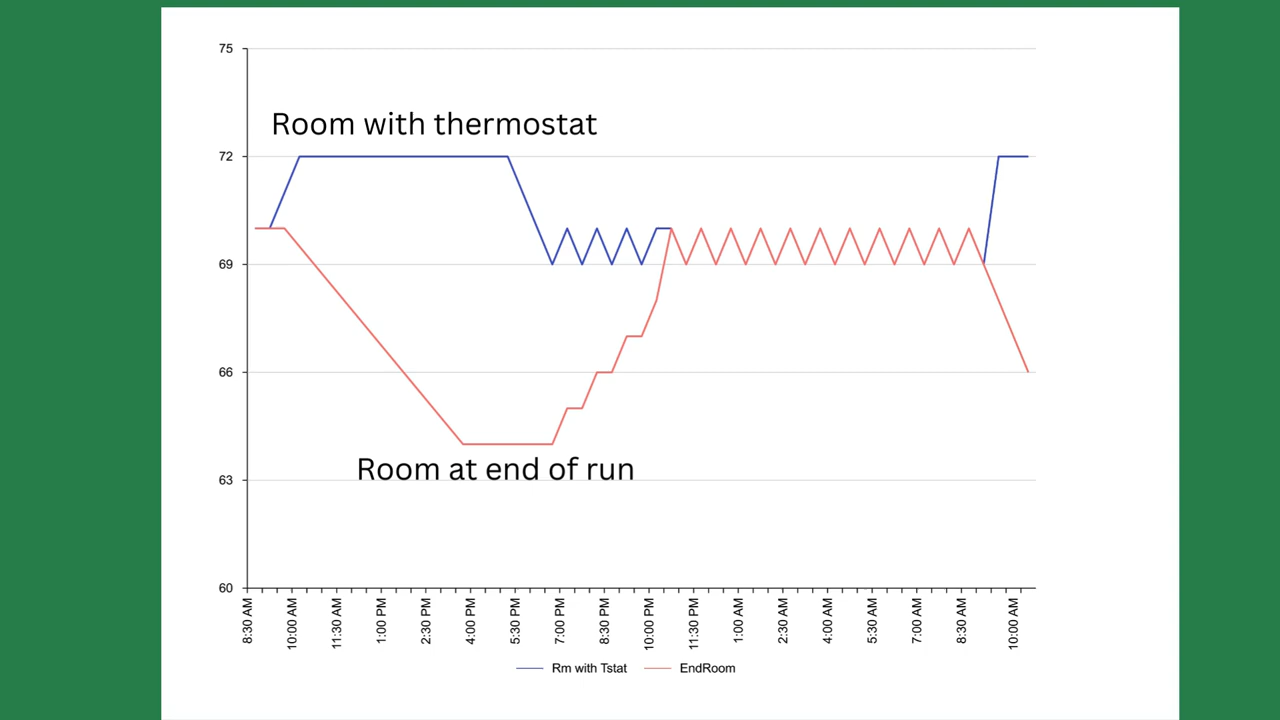 75
Room with thermostat
72
69
66
Room at end of run
63
60
8:30 AM 10:00 AM 11:30 AM 1:00 PM 2:30 PM 4:00 PM 5:30 PM 7:00 PM 8:30 PM 10:00 PM 11:30 PM 1:00 AM 2:30 AM 4:00 AM 5:30 AM 7:00 AM 8:30 AM 10:00 AM
Rm with Tstat EndRoom